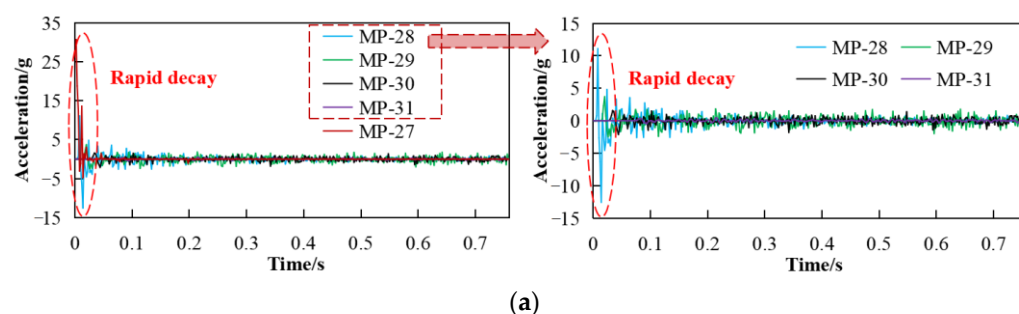 35
25
15
5
−5
−15
Acceleration/g
Rapid decay
MP-28
MP-29
MP-30
MP-31
MP-27
0 0.1 0.2 0.3 0.4 0.5 0.6 0.7
Time/s
15
10
5
0
−5
−10
−15
Acceleration/g
Rapid decay
MP-28 MP-29
MP-30 MP-31
0 0.1 0.2 0.3 0.4 0.5 0.6 0.7
Time/s
(a)